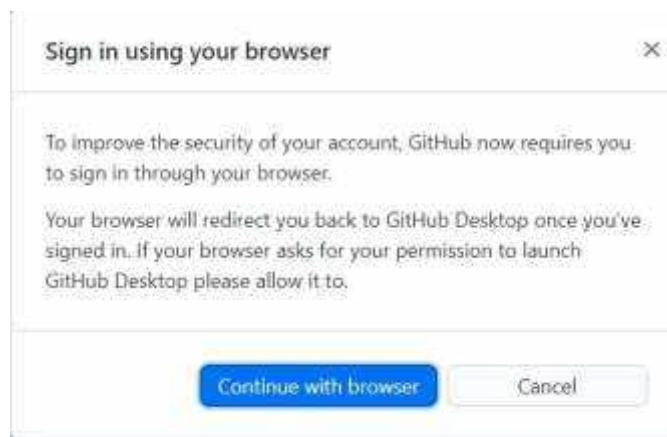 Sign in using your browser
To improve the security of your account, GitHub now requires you
to sign in through your browser.
Your browser will redirect you back to GitHub Desktop once you've
signed in. If your browser asks for your permission to launch
GitHub Desktop please allow it to.
Continue with browser
Cancel